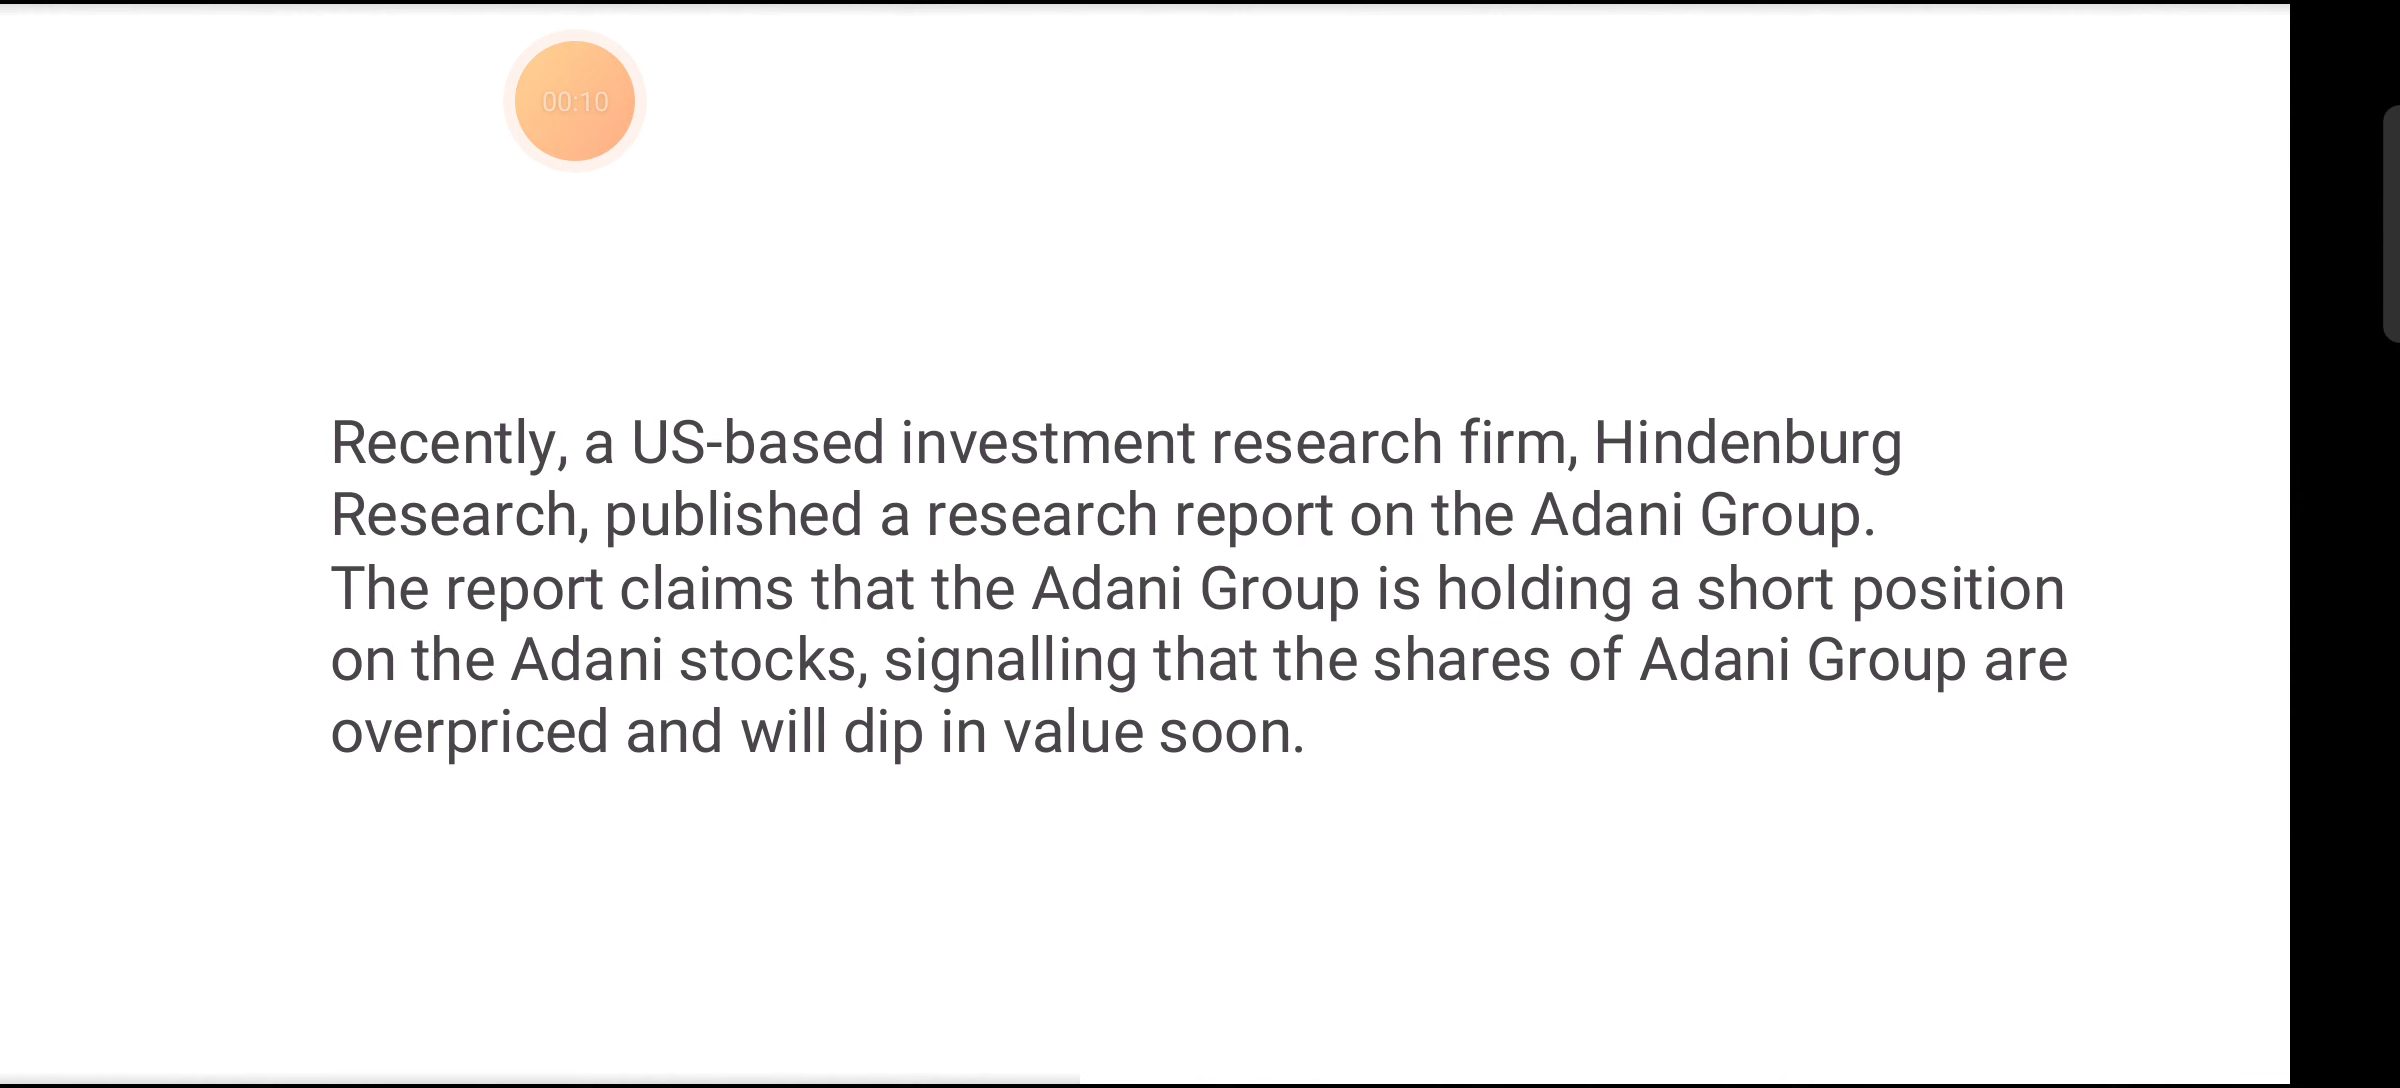 00:10
Recently, a US-based investment research firm, Hindenburg
Research, published a research report on the Adani Group.
The report claims that the Adani Group is holding a short position
on the Adani stocks, signalling that the shares of Adani Group are
overpriced and will dip in value soon.